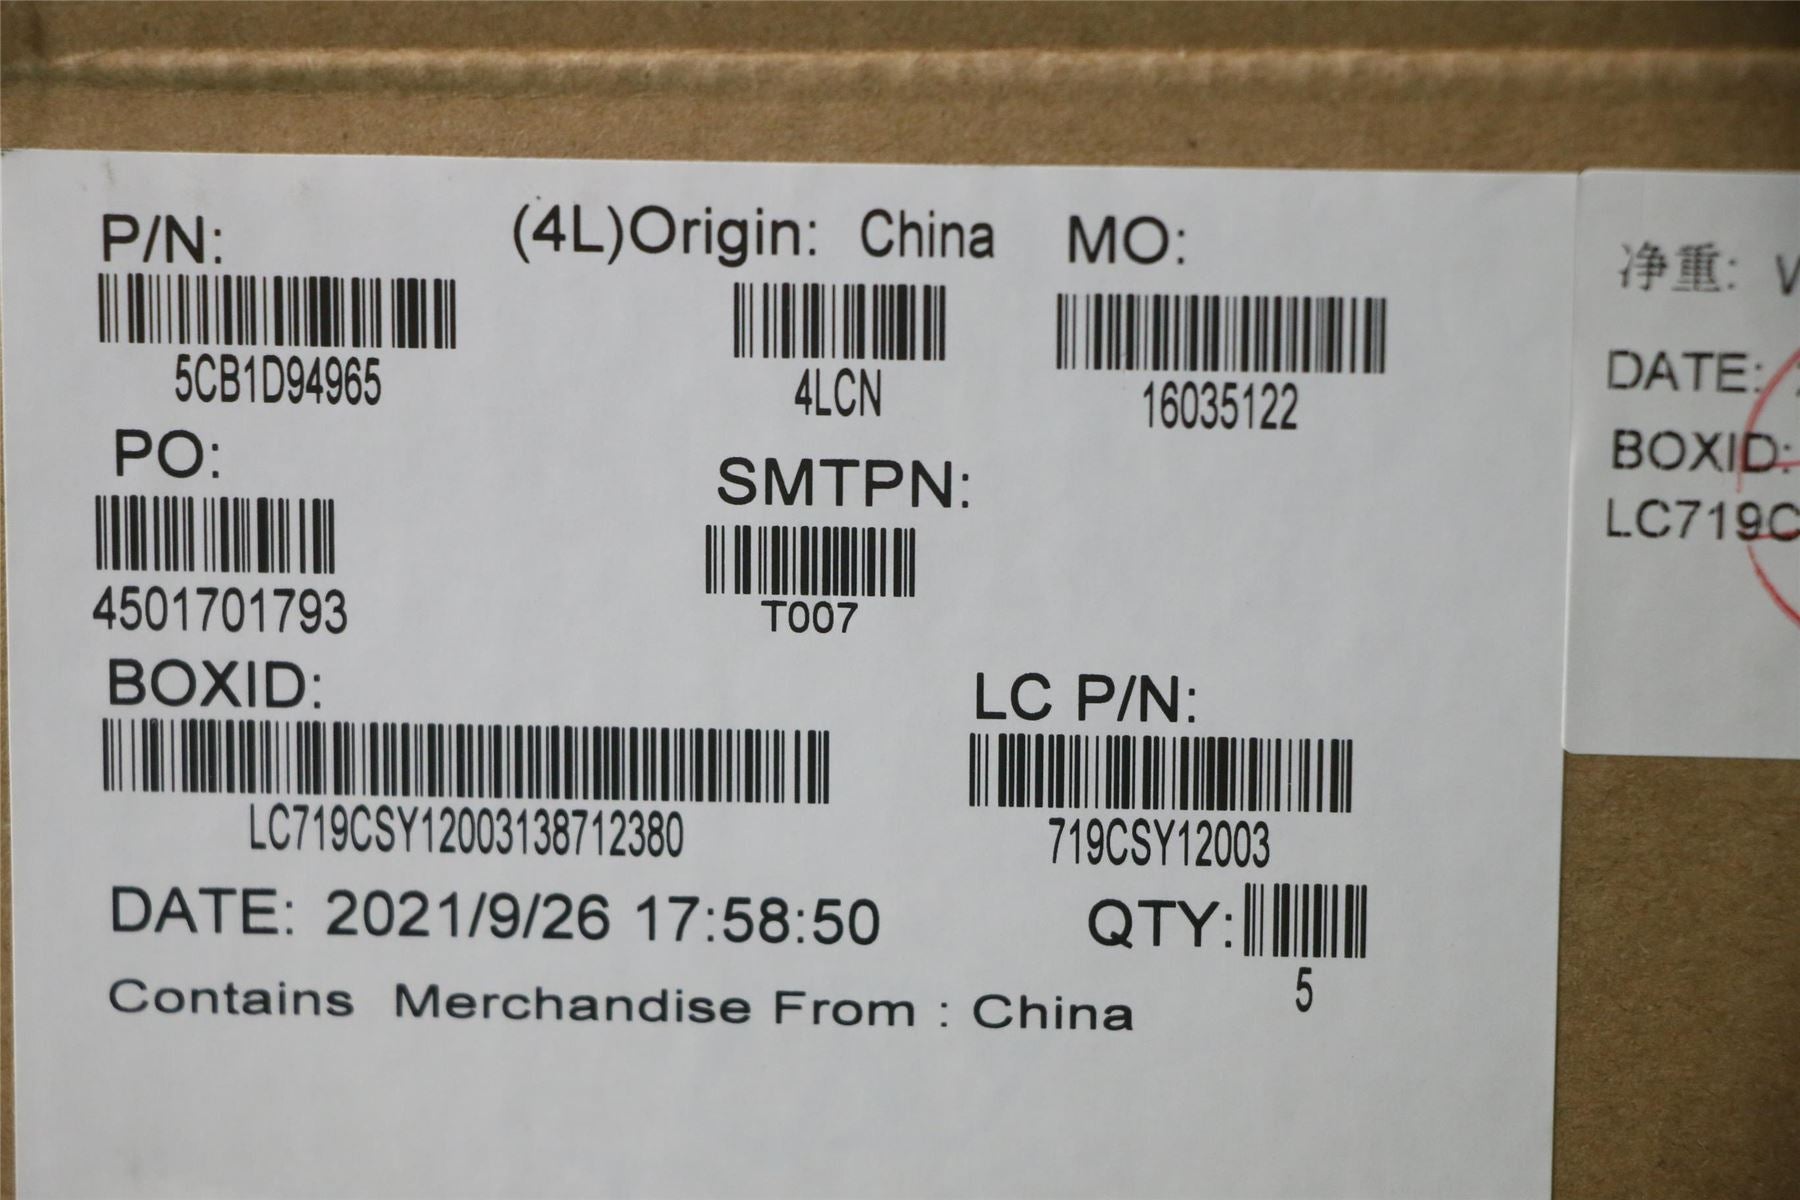 P/N: (4L)Origin: China MO:
5CB1D94965 4LCN 16035122
PO: SMTPN:
4501701793 T007
BOXID: LC P/N:
LC719CSY12003138712380 719CSY12003
DATE: 2021/9/26 17:58:50 QTY:
5
Contains Merchandise From : China
净重:
DATE:
BOXID:
LC719C